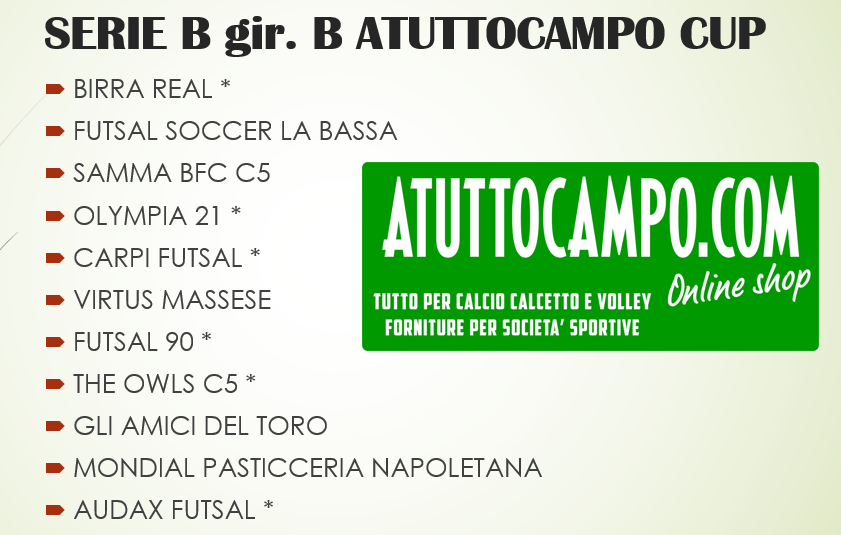 SERIE B gir. B ATUTTOCAMPO CUP
BIRRA REAL *
FUTSAL SOCCER LA BASSA
SAMMA BFC C5
OLYMPIA 21 *
CARPI FUTSAL *
VIRTUS MASSESE
FUTSAL 90 *
THE OWLS C5 *
GLI AMICI DEL TORO
MONDIAL PASTICCERIA NAPOLETANA
AUDAX FUTSAL *
ATUTTOCAMPO.COM
Online shop
TUTTO PER CALCIO CALCETTO E VOLLEY
FORNITURE PER SOCIETA' SPORTIVE